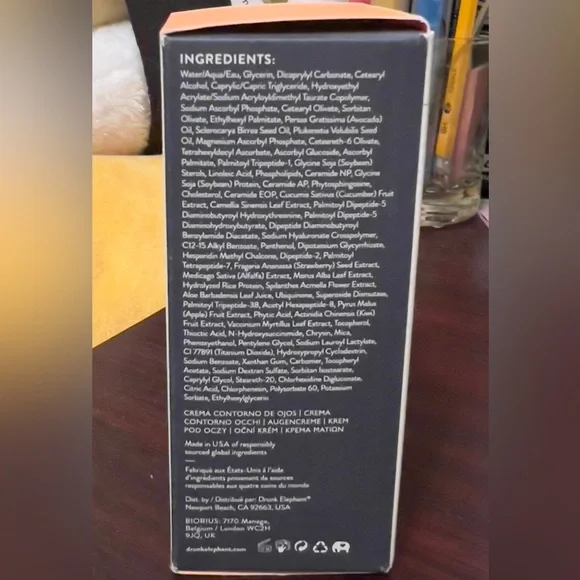 INGREDIENTS:
Water/Aqua/Eau, Glycerin, Dicaprylyl Carbonate, Cetearyl
Alcohol, Caprylic/Capric Triglyceride, Hydroxyethyl
Acrylate/Sodium Acryloyldimethyl Taurate Copolymer,
Sodium Ascorbyl Phosphate, Cetearyl Olivate, Sorbitan
Olivate, Ethylhexyl Palmitate, Persea Gratissima (Avocado)
Oil, Sclerocarya Birrea Seed Oil, Plukenetia Volubilis Seed
Oil, Magnesium Ascorbyl Phosphate, Ceteareth-6 Olivate,
Tetrahexyldecyl Ascorbate, Ascorbyl Glucoside, Ascorbyl
Palmitate, Palmitoyl Tripeptide-1, Glycine Soja (Soybean)
Sterols, Linoleic Acid, Phospholipids, Ceramide NP, Glycine
Soja (Soybean) Protein, Ceramide AP, Phytosphingosine,
Cholesterol, Ceramide EOP, Cucumis Sativus (Cucumber) Fruit
Extract, Camellia Sinensis Leaf Extract, Palmitoyl Dipeptide-5
Diaminobutyroyl Hydroxythreonine, Palmitoyl Dipeptide-5
Diaminohydroxybutyrate, Dipeptide Diaminobutyroyl
Benzylamide Diacetate, Sodium Hyaluronate Crosspolymer,
C12-15 Alkyl Benzoate, Panthenol, Dipotassium Glycyrrhizate,
Hesperidin Methyl Chalcone, Dipeptide-2, Palmitoyl
Tetrapeptide-7, Fragaria Ananassa (Strawberry) Seed Extract,
Medicago Sativa (Alfalfa) Extract, Morus Alba Leaf Extract,
Hydrolyzed Rice Protein, Spilanthes Acmella Flower Extract,
Aloe Barbadensis Leaf Juice, Ubiquinone, Superoxide Dismutase,
Palmitoyl Tripeptide-38, Acetyl Hexapeptide-8, Pyrus Malus
(Apple) Fruit Extract, Phytic Acid, Actinidia Chinensis (Kiwi)
Fruit Extract, Vaccinium Myrtillus Leaf Extract, Tocopherol,
Thioctic Acid, N-Hydroxysuccinimide, Chrysin, Mica,
Phenoxyethanol, Pentylene Glycol, Sodium Lauroyl Lactylate,
CI 77891 (Titanium Dioxide), Hydroxypropyl Cyclodextrin,
Sodium Benzoate, Xanthan Gum, Carbomer, Tocopheryl
Acetate, Sodium Dextran Sulfate, Sorbitan Isostearate,
Caprylyl Glycol, Steareth-20, Chlorhexidine Digluconate,
Citric Acid, Chlorphenesin, Polysorbate 60, Potassium
Sorbate, Ethylhexylglycerin
CREMA CONTORNO DE OJOS | CREMA
CONTORNO OCCHI | AUGENCREME | KREM
POD OCZY | OČNÍ KRÉM | КРЕМА MATION
Made in USA of responsibly
sourced global ingredients
Fabriqué aux États-Unis à l'aide
d'ingrédients provenant de sources
responsables aux quatre coins du monde
Dist. by / Distribué par: Drunk Elephant
Newport Beach, CA 92663, USA
BIORIUS: 7170 Manage,
Belgium / London WC2H
9JQ, UK
drunkelephant.com